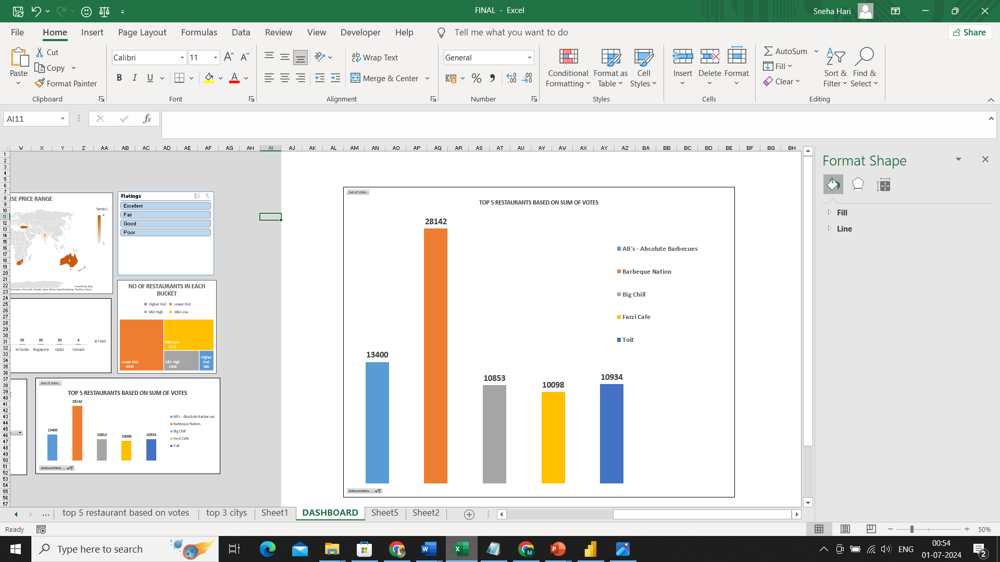 FINAL - Excel
Sneha Hari
File Home Insert Page Layout Formulas Data Review View Developer Help Tell me what you want to do Share
Paste
Cut
Copy
Format Painter
Clipboard
Calibri 11
B I U
Font
Wrap Text
Merge & Center
Alignment
General
Number
Conditional Formatting
Format as Table
Cell Styles
Styles
Insert Delete Format
Cells
AutoSum
Fill
Clear
Sort & Filter
Find & Select
Editing
AI11
fx
W X Y Z AA AB AC AD AE AF AG AH AI AJ AK AL AM AN AO AP AQ AR AS AT AU AV AW AX AY AZ BA BB BC BD BE BF BG BH
1
2
3
4
5
6
7
8
9
10
11
12
13
14
15
16
17
18
19
20
21
22
23
24
25
26
27
28
29
30
31
32
33
34
35
36
37
38
39
40
41
42
43
44
45
46
47
48
49
50
51
52
53
54
55
56
57
SE PRICE RANGE
Series1
4
1
1
4
Powered by Bing
Ratings
Excellent
Fair
Good
Poor
NO OF RESTAURANTS IN EACH
BUCKET
Higher End Lower End
Mid High Mid-Low
Mid-Low
3113
Lower End
4444
Mid High
1408
Higher
End
586
20 20 20 4
Total
Sri lanka Singapore Qatar Canada
Sum of Votes
TOP 5 RESTAURANTS BASED ON SUM OF VOTES
28142
13400
10853
10098
10934
AB's - Absolute Barbecues
Barbeque Nation
Big Chill
Farzi Cafe
Toit
RestaurantName
Sum of Votes
TOP 5 RESTAURANTS BASED ON SUM OF VOTES
28142
13400
10853
10098
10934
AB's - Absolute Barbecues
Barbeque Nation
Big Chill
Farzi Cafe
Toit
RestaurantName
Format Shape
Fill
Line
... top 5 restaurant based on votes top 3 citys Sheet1 DASHBOARD Sheet5 Sheet2
Ready
50%
Type here to search
ENG
00:54
01-07-2024
2